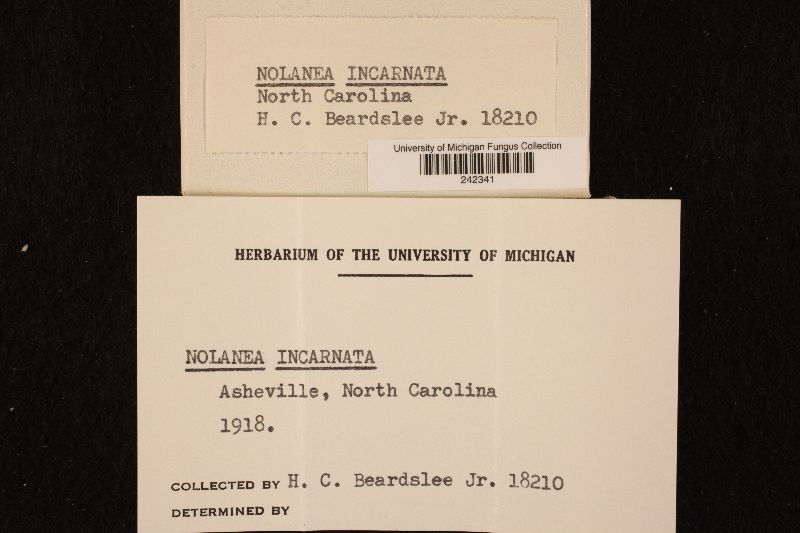 NOLANEA INCARNATA
North Carolina
H. C. Beardslee Jr. 18210
University of Michigan Fungus Collection
242341
HERBARIUM OF THE UNIVERSITY OF MICHIGAN
NOLANEA INCARNATA
Asheville, North Carolina
1918.
COLLECTED BY H. C. Beardslee Jr. 18210
DETERMINED BY